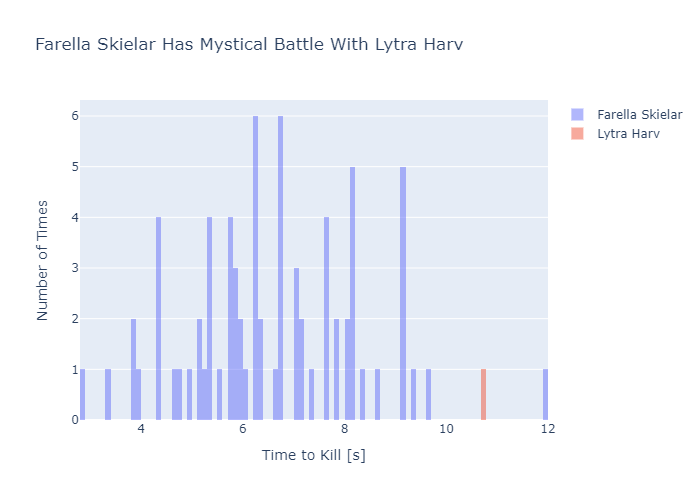 Farella Skielar Has Mystical Battle With Lytra Harv
Farella Skielar
Lytra Harv
Number of Times
6
5
4
3
2
1
0
4
6
8
10
12
Time to Kill [s]